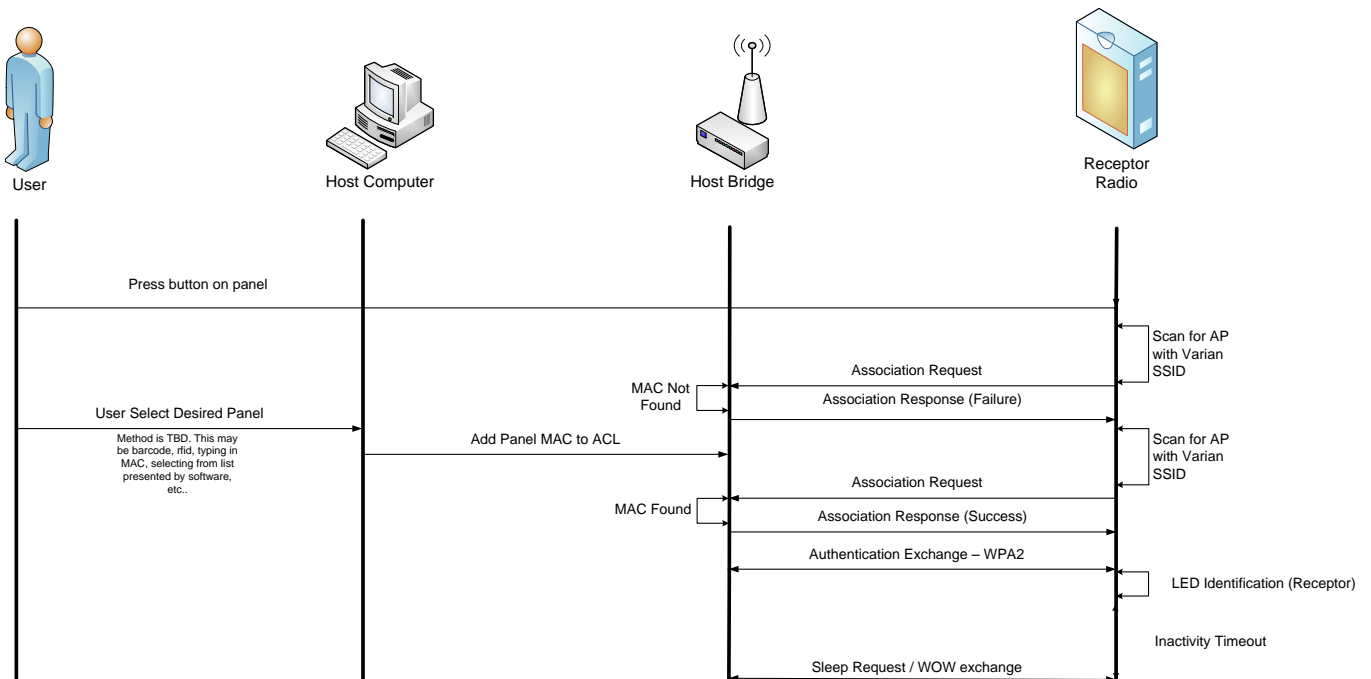 User
Host Computer
Host Bridge
Receptor
Radio
Press button on panel
Scan for AP
with Varian
SSID
Association Request
MAC Not
Found
Association Response (Failure)
User Select Desired Panel
Method is TBD. This may
be barcode, rfid, typing in
MAC, selecting from list
presented by software,
etc..
Add Panel MAC to ACL
Scan for AP
with Varian
SSID
Association Request
MAC Found
Association Response (Success)
Authentication Exchange – WPA2
LED Identification (Receptor)
Inactivity Timeout
Sleep Request / WOW exchange